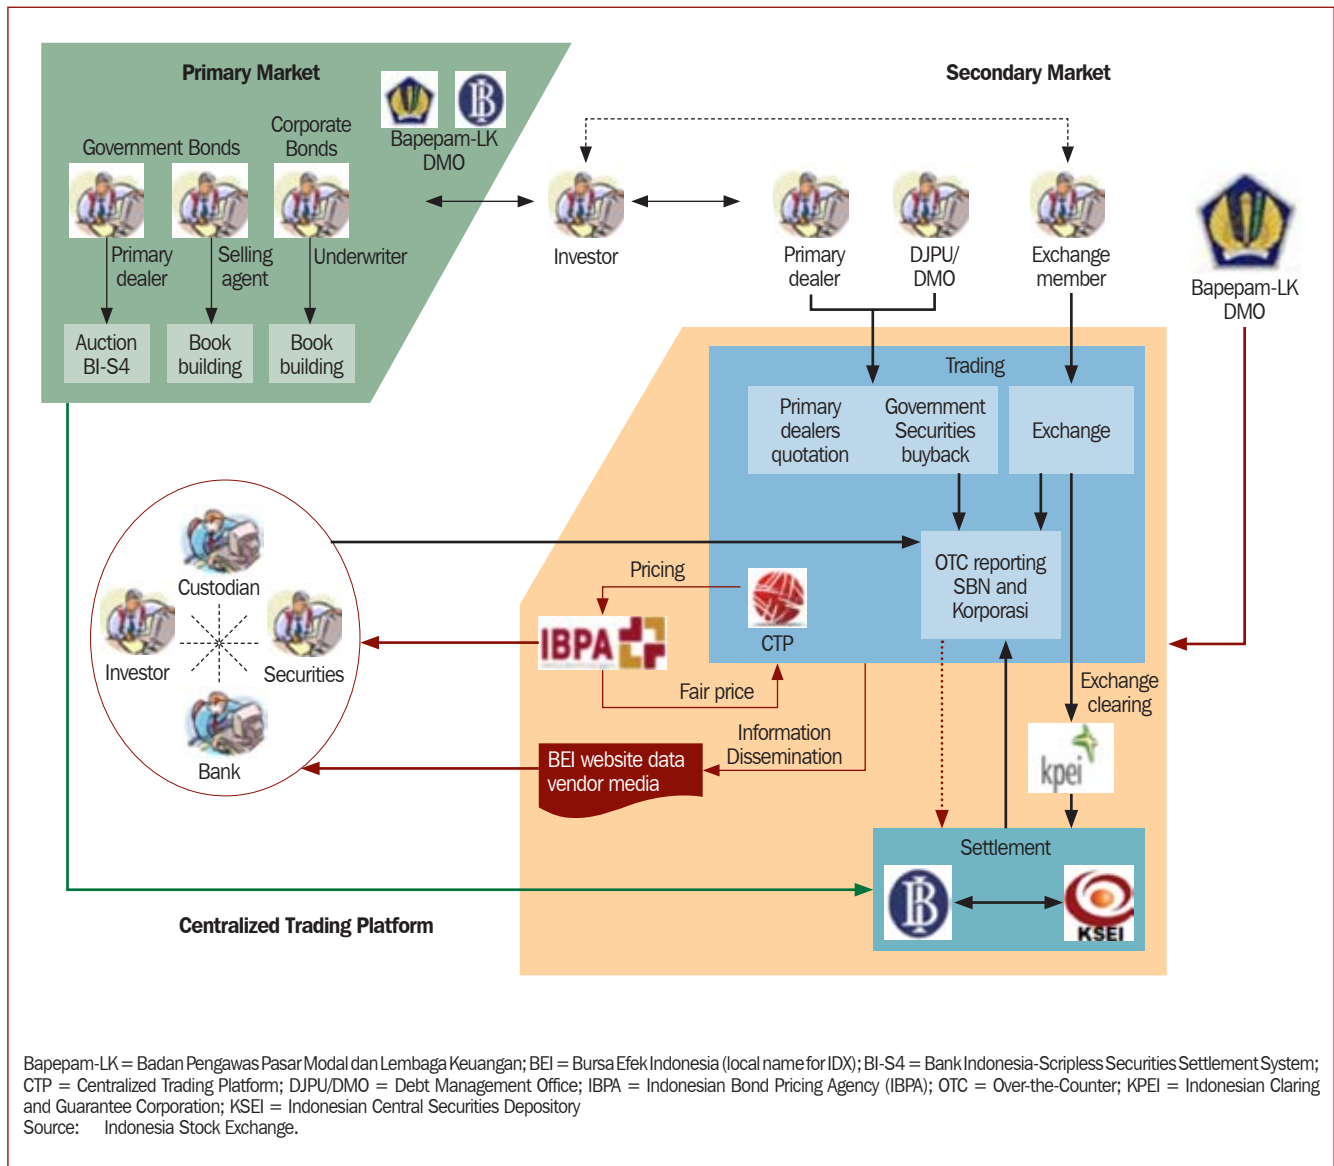 Primary Market
Secondary Market
Government Bonds
Corporate
Bonds
Bapepam-LK
DMO
Primary
dealer
Selling
agent
Underwriter
Auction
BI-S4
Book
building
Book
building
Investor
Primary
dealer
DJPU/
DMO
Exchange
member
Bapepam-LK
DMO
Trading
Primary
dealers
quotation
Government
Securities
buyback
Exchange
OTC reporting
SBN and
Korporasi
Custodian
Investor
Securities
Bank
Pricing
IBPA
CTP
Fair price
Exchange
clearing
Information
Dissemination
BEI website data
vendor media
kpei
Settlement
BI
KSEI
Centralized Trading Platform
Bapepam-LK = Badan Pengawas Pasar Modal dan Lembaga Keuangan; BEI = Bursa Efek Indonesia (local name for IDX); BI-S4 = Bank Indonesia-Scripless Securities Settlement System;
CTP = Centralized Trading Platform; DJPU/DMO = Debt Management Office; IBPA = Indonesian Bond Pricing Agency (IBPA); OTC = Over-the-Counter; KPEI = Indonesian Claring
and Guarantee Corporation; KSEI = Indonesian Central Securities Depository
Source: Indonesia Stock Exchange.